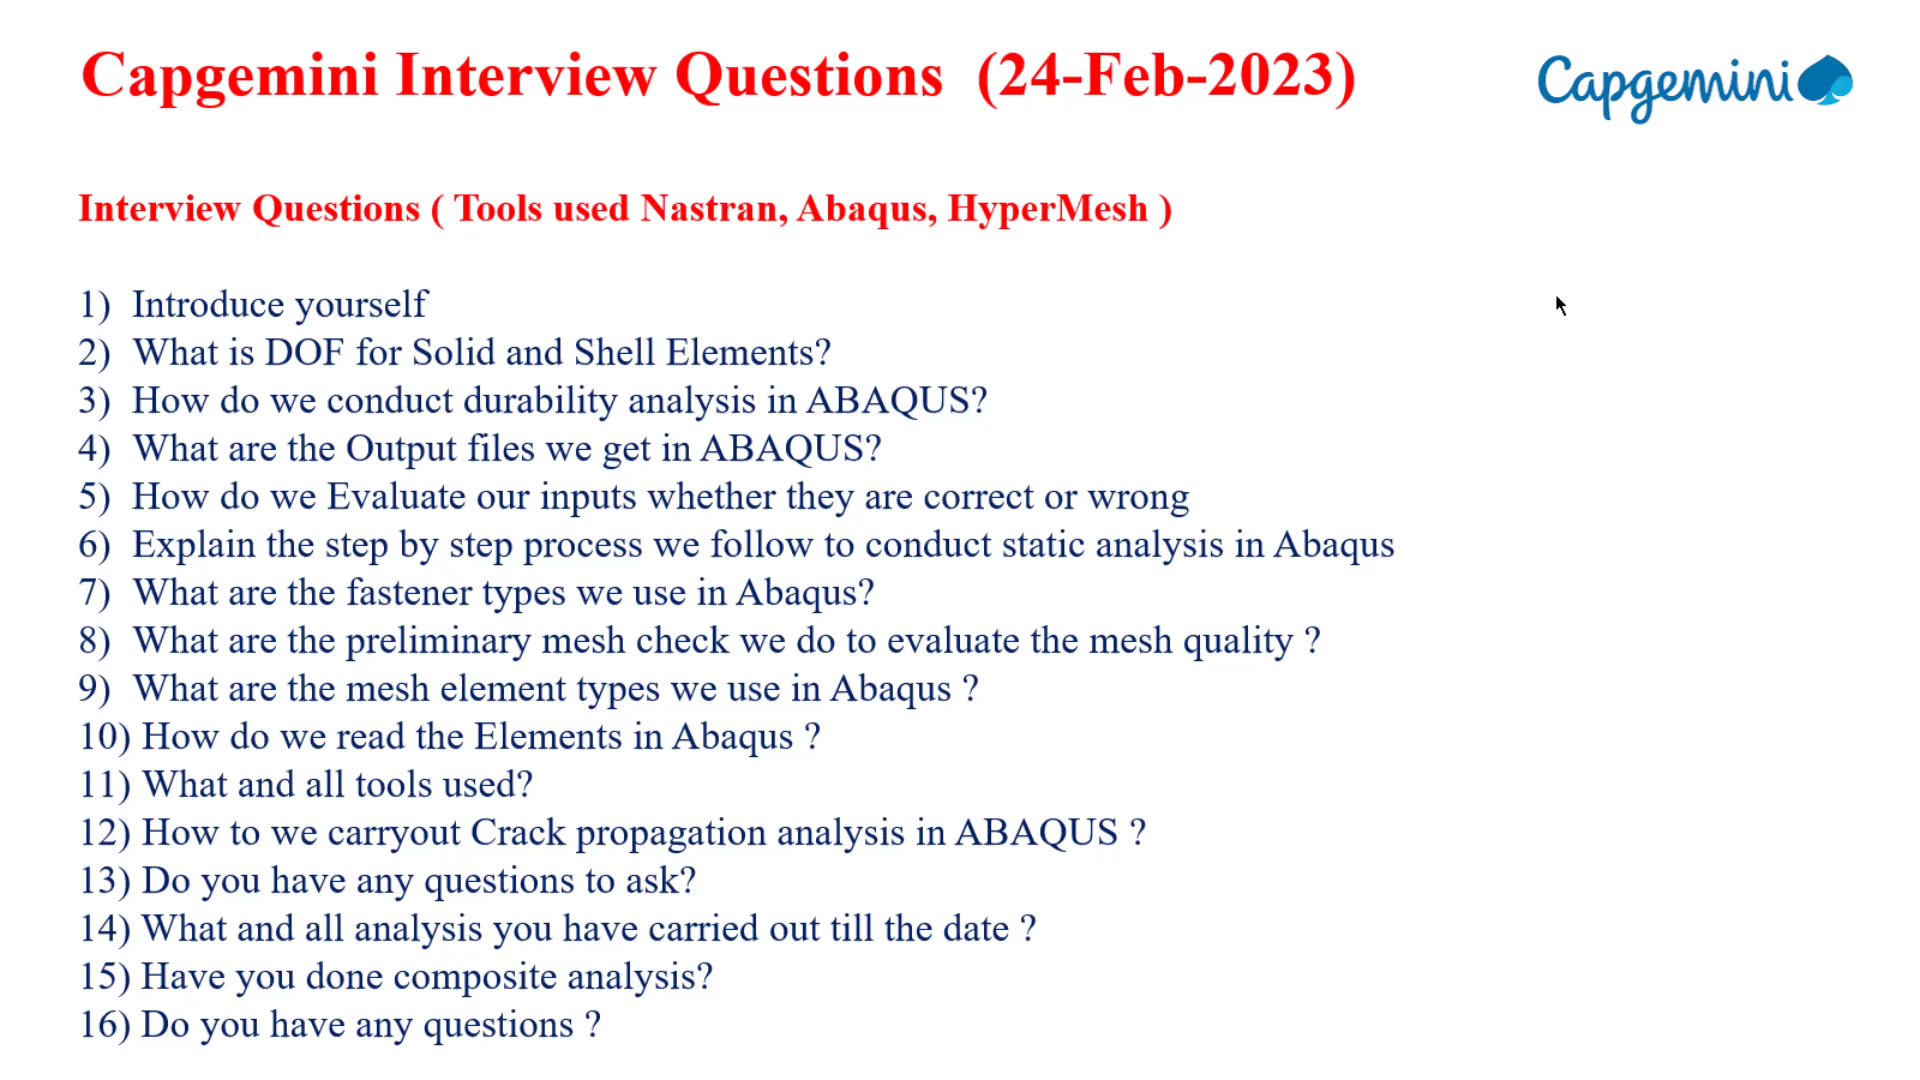 Capgemini Interview Questions (24-Feb-2023)
Capgemini
Interview Questions ( Tools used Nastran, Abaqus, HyperMesh )
1) Introduce yourself
2) What is DOF for Solid and Shell Elements?
3) How do we conduct durability analysis in ABAQUS?
4) What are the Output files we get in ABAQUS?
5) How do we Evaluate our inputs whether they are correct or wrong
6) Explain the step by step process we follow to conduct static analysis in Abaqus
7) What are the fastener types we use in Abaqus?
8) What are the preliminary mesh check we do to evaluate the mesh quality ?
9) What are the mesh element types we use in Abaqus ?
10) How do we read the Elements in Abaqus ?
11) What and all tools used?
12) How to we carryout Crack propagation analysis in ABAQUS ?
13) Do you have any questions to ask?
14) What and all analysis you have carried out till the date ?
15) Have you done composite analysis?
16) Do you have any questions ?